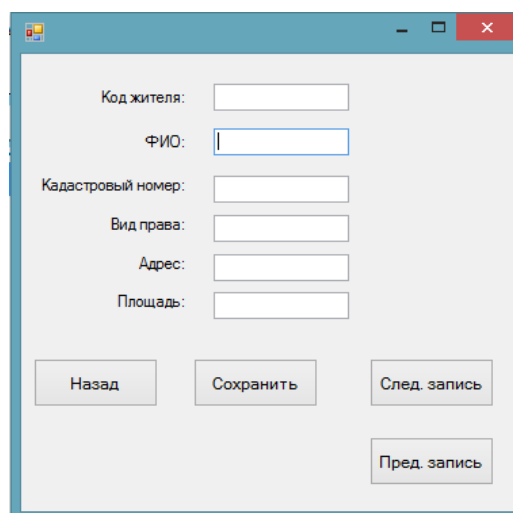 Код жителя:
ФИО:
Кадастровый номер:
Вид права:
Адрес:
Площадь:
Назад Сохранить След. запись
Пред. запись